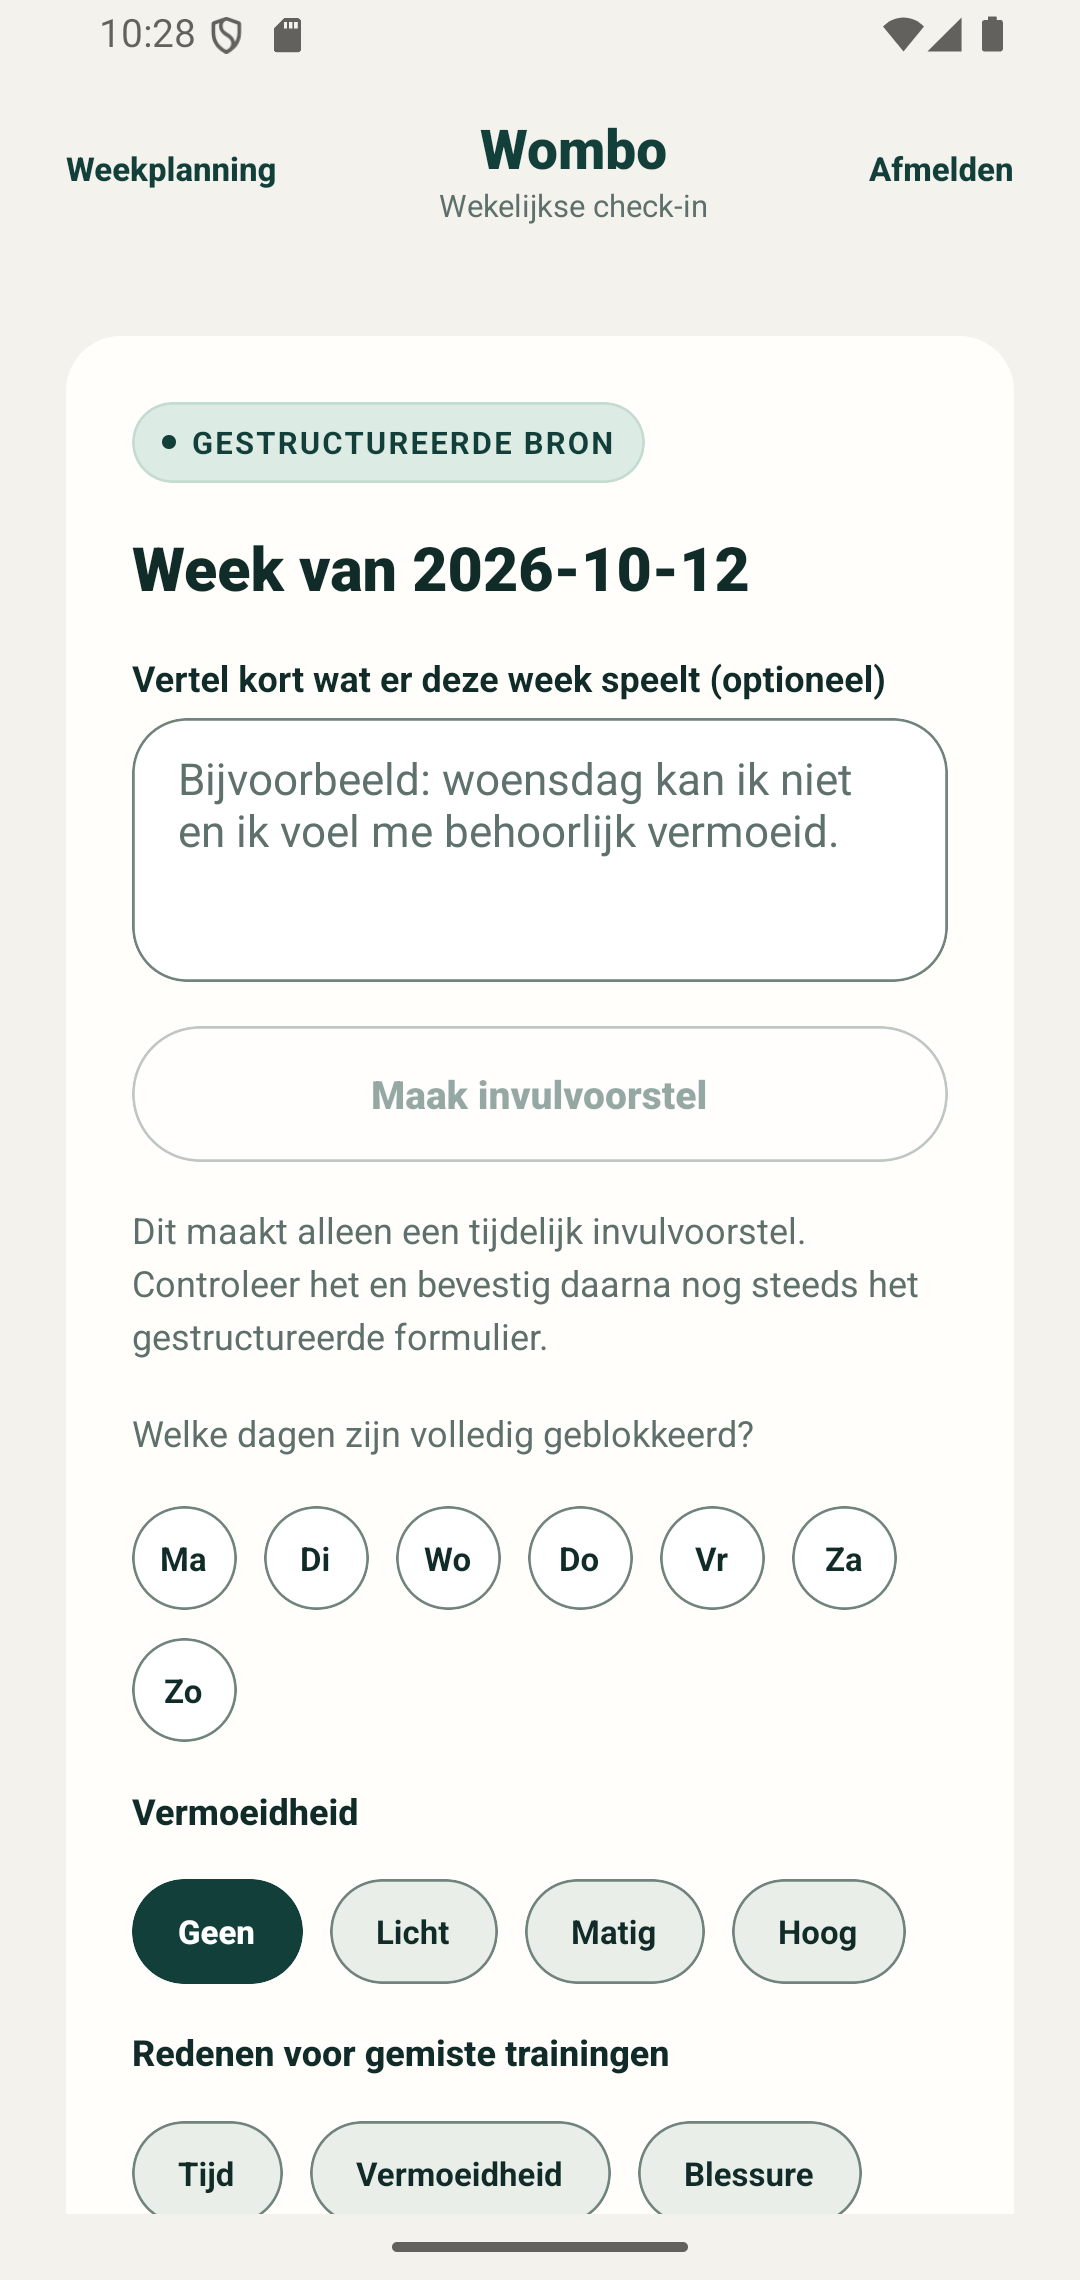 10:28
Weekplanning
Wombo
Wekelijkse check-in
Afmelden
GESTRUCTUREERDE BRON
Week van 2026-10-12
Vertel kort wat er deze week speelt (optioneel)
Bijvoorbeeld: woensdag kan ik niet
en ik voel me behoorlijk vermoeid.
Maak invulvoorstel
Dit maakt alleen een tijdelijk invulvoorstel.
Controleer het en bevestig daarna nog steeds het
gestructureerde formulier.
Welke dagen zijn volledig geblokkeerd?
Ma Di Wo Do Vr Za
Zo
Vermoeidheid
Geen Licht Matig Hoog
Redenen voor gemiste trainingen
Tijd Vermoeidheid Blessure